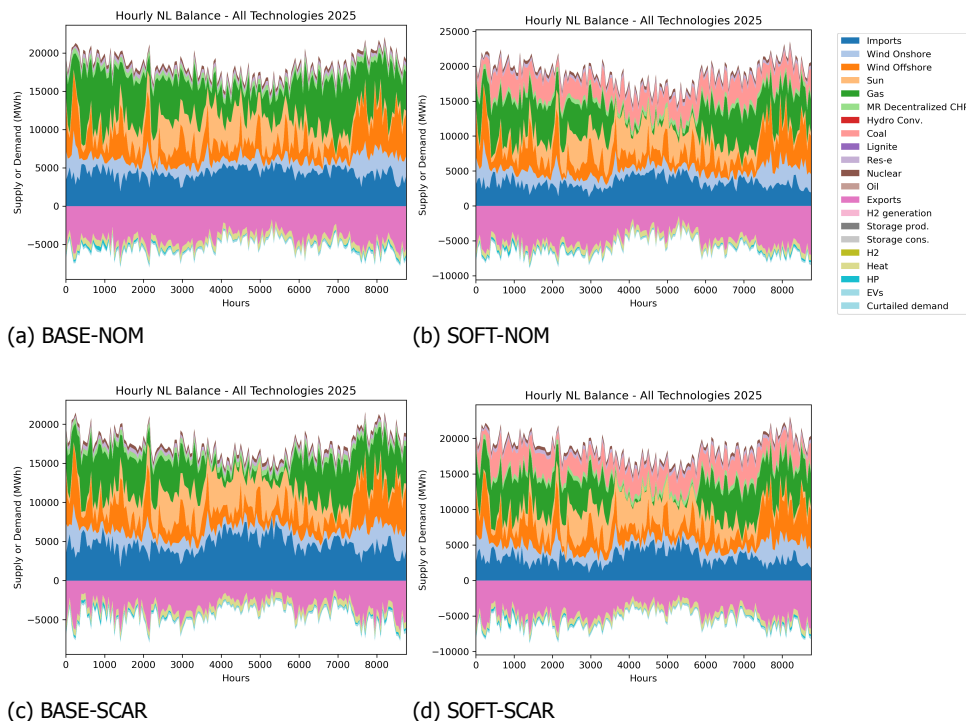 Hourly NL Balance - All Technologies 2025
Supply or Demand (MWh)
20000
15000
10000
5000
0
−5000
0 1000 2000 3000 4000 5000 6000 7000 8000
Hours
(a) BASE-NOM
Hourly NL Balance - All Technologies 2025
Supply or Demand (MWh)
25000
20000
15000
10000
5000
0
−5000
−10000
0 1000 2000 3000 4000 5000 6000 7000 8000
Hours
(b) SOFT-NOM
Imports
Wind Onshore
Wind Offshore
Sun
Gas
MR Decentralized CHP
Hydro Conv.
Coal
Lignite
Res-e
Nuclear
Oil
Exports
H2 generation
Storage prod.
Storage cons.
H2
Heat
HP
EVs
Curtailed demand
Hourly NL Balance - All Technologies 2025
Supply or Demand (MWh)
20000
15000
10000
5000
0
−5000
0 1000 2000 3000 4000 5000 6000 7000 8000
Hours
(c) BASE-SCAR
Hourly NL Balance - All Technologies 2025
Supply or Demand (MWh)
20000
15000
10000
5000
0
−5000
−10000
0 1000 2000 3000 4000 5000 6000 7000 8000
Hours
(d) SOFT-SCAR